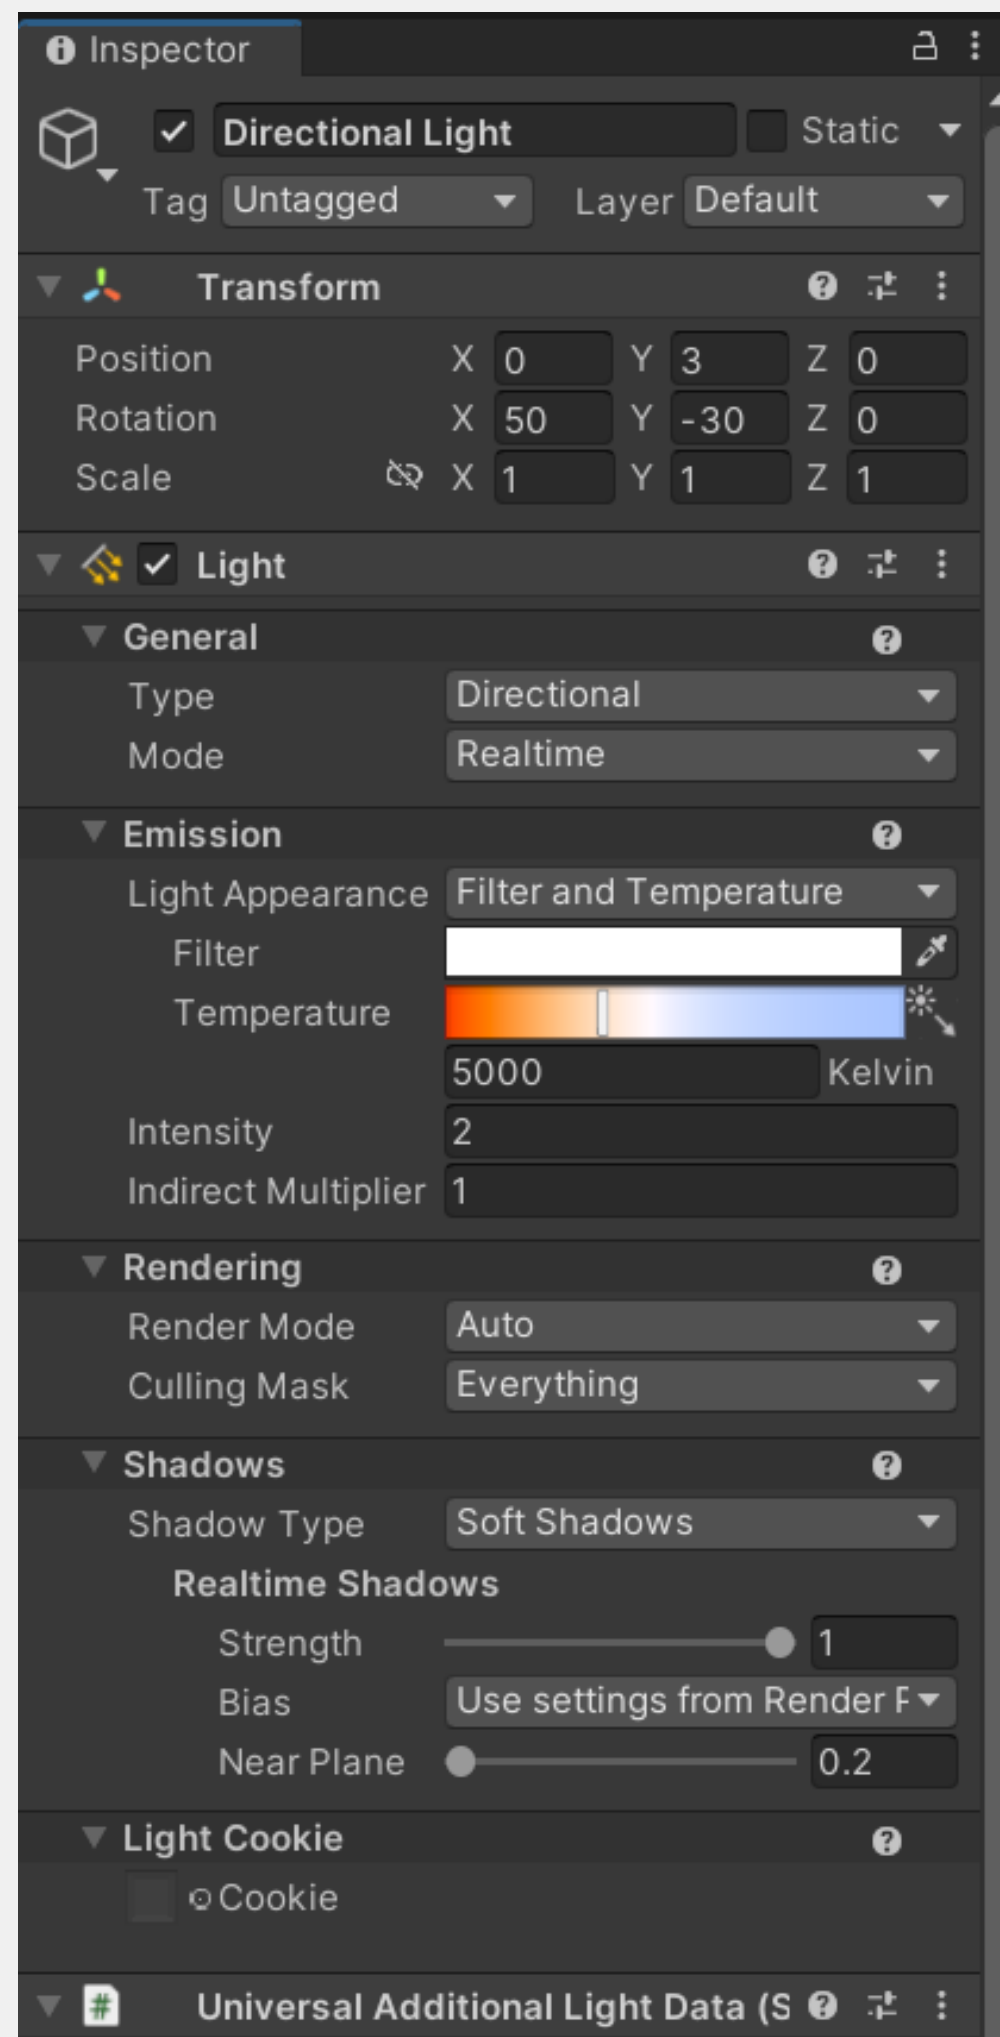 Inspector
Directional Light Static
Tag Untagged Layer Default
Transform
Position X 0 Y 3 Z 0
Rotation X 50 Y -30 Z 0
Scale X 1 Y 1 Z 1
Light
General
Type Directional
Mode Realtime
Emission
Light Appearance Filter and Temperature
Filter
Temperature
5000 Kelvin
Intensity 2
Indirect Multiplier 1
Rendering
Render Mode Auto
Culling Mask Everything
Shadows
Shadow Type Soft Shadows
Realtime Shadows
Strength 1
Bias Use settings from Render
Near Plane 0.2
Light Cookie
Cookie
# Universal Additional Light Data (S